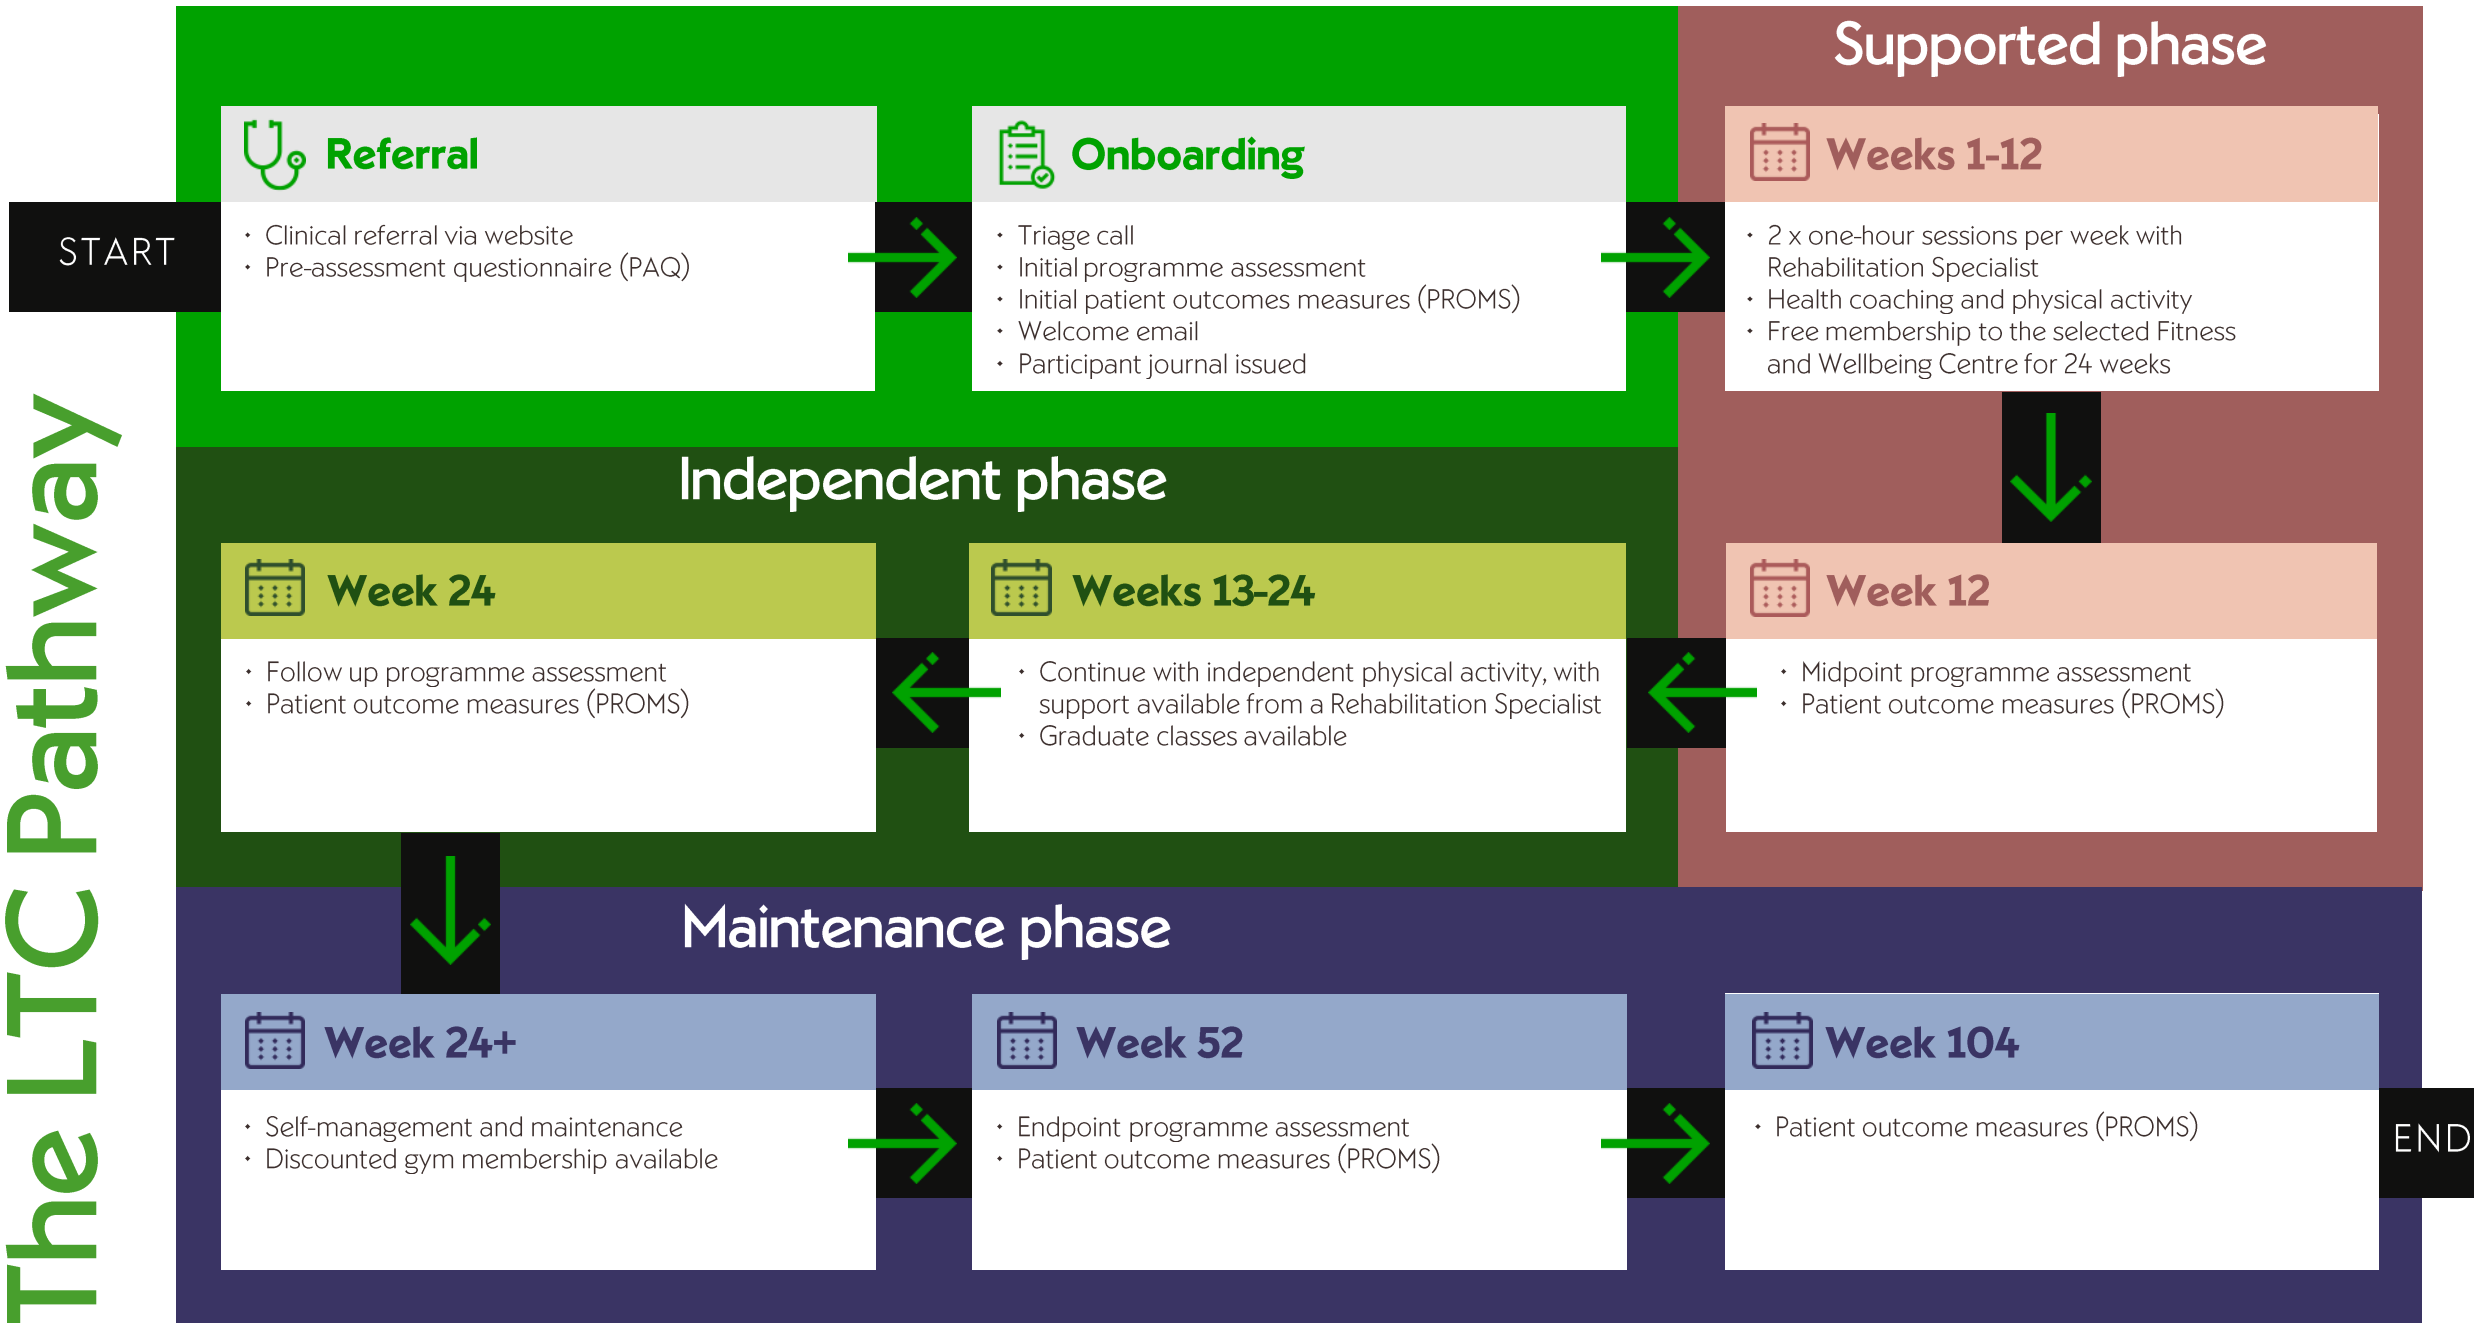 The LTC Pathway
START
Referral
• Clinical referral via website
• Pre-assessment questionnaire (PAQ)
Onboarding
• Triage call
• Initial programme assessment
• Initial patient outcomes measures (PROMS)
• Welcome email
• Participant journal issued
Supported phase
Weeks 1-12
• 2 x one-hour sessions per week with
Rehabilitation Specialist
• Health coaching and physical activity
• Free membership to the selected Fitness
and Wellbeing Centre for 24 weeks
Week 12
• Midpoint programme assessment
• Patient outcome measures (PROMS)
Independent phase
Weeks 13-24
• Continue with independent physical activity, with
support available from a Rehabilitation Specialist
• Graduate classes available
Week 24
• Follow up programme assessment
• Patient outcome measures (PROMS)
Maintenance phase
Week 24+
• Self-management and maintenance
• Discounted gym membership available
Week 52
• Endpoint programme assessment
• Patient outcome measures (PROMS)
Week 104
• Patient outcome measures (PROMS)
END